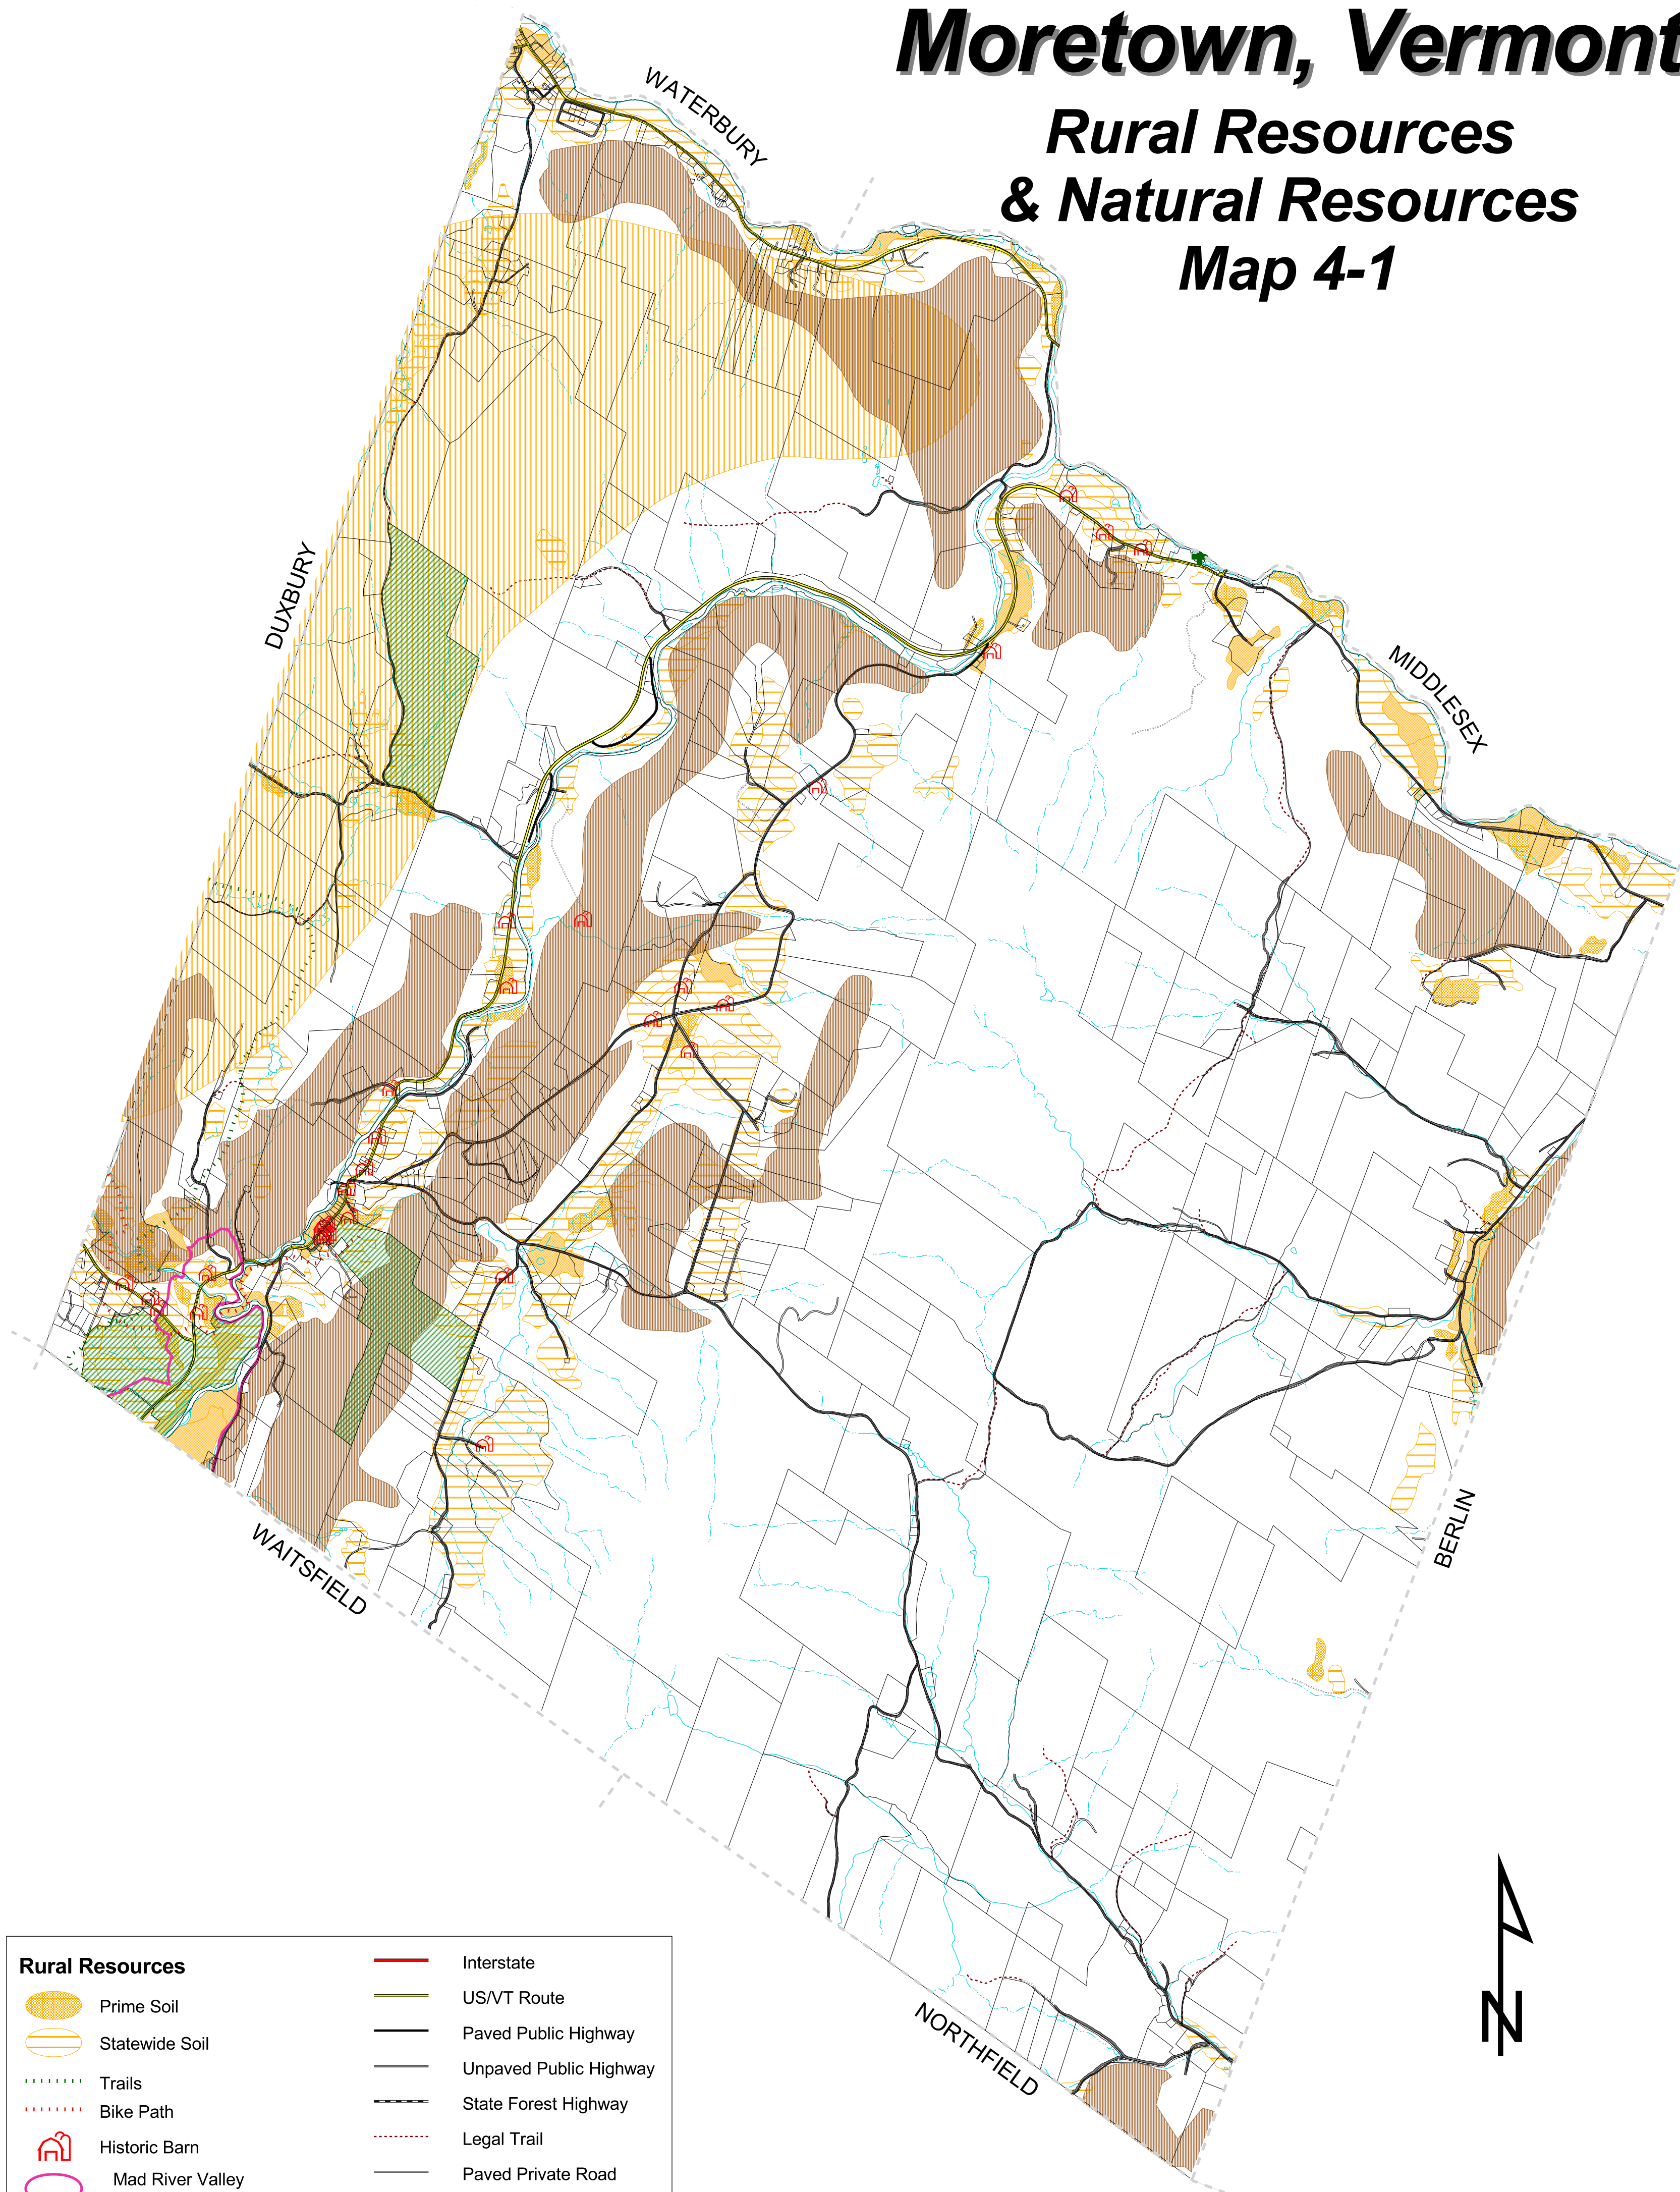 Moretown, Vermont
Rural Resources
& Natural Resources
Map 4-1
WATERBURY
DUXBURY
MIDDLESEX
BERLIN
WAITSFIELD
NORTHFIELD
N
Rural Resources
Prime Soil
Statewide Soil
Trails
Bike Path
Historic Barn
Mad River Valley
Interstate
US/VT Route
Paved Public Highway
Unpaved Public Highway
State Forest Highway
Legal Trail
Paved Private Road